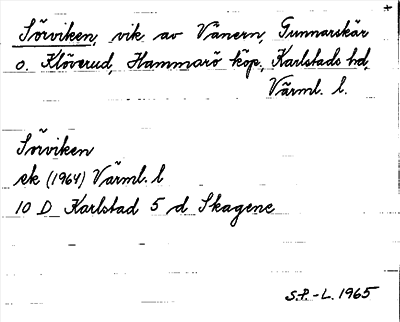 Sörviken, vik av Vänern, Gunnarskär
o. Klöverud, Hammarö köp., Karlstads hd,
Värml. l.
Sörviken
ek (1964) Värml. l
10 D Karlstad 5 d Skagene
S.P.-L. 1965